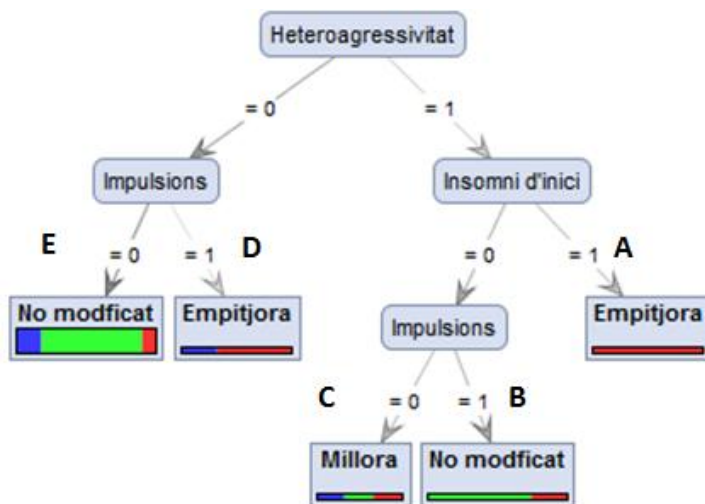 Heteroagressivitat
= 0
= 1
Impulsions
Insomni d'inici
E
= 0
= 1
D
= 0
= 1
A
No modficat
Empitjora
Impulsions
Empitjora
C
= 0
= 1
B
Millora
No modficat